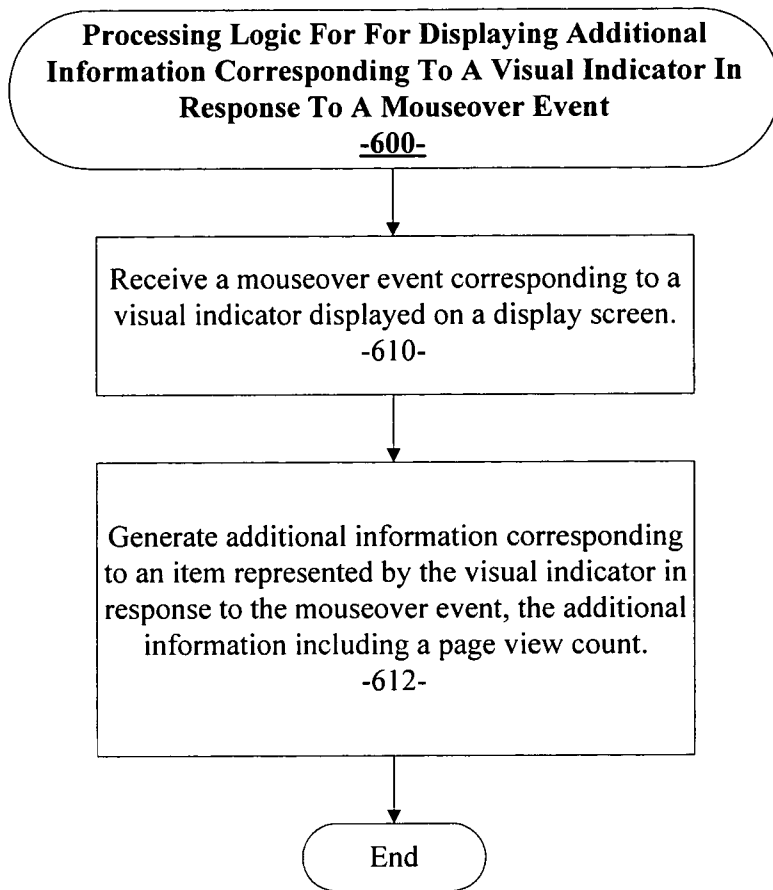 Processing Logic For For Displaying Additional
Information Corresponding To A Visual Indicator In
Response To A Mouseover Event
-600-
Receive a mouseover event corresponding to a
visual indicator displayed on a display screen.
-610-
Generate additional information corresponding
to an item represented by the visual indicator in
response to the mouseover event, the additional
information including a page view count.
-612-
End